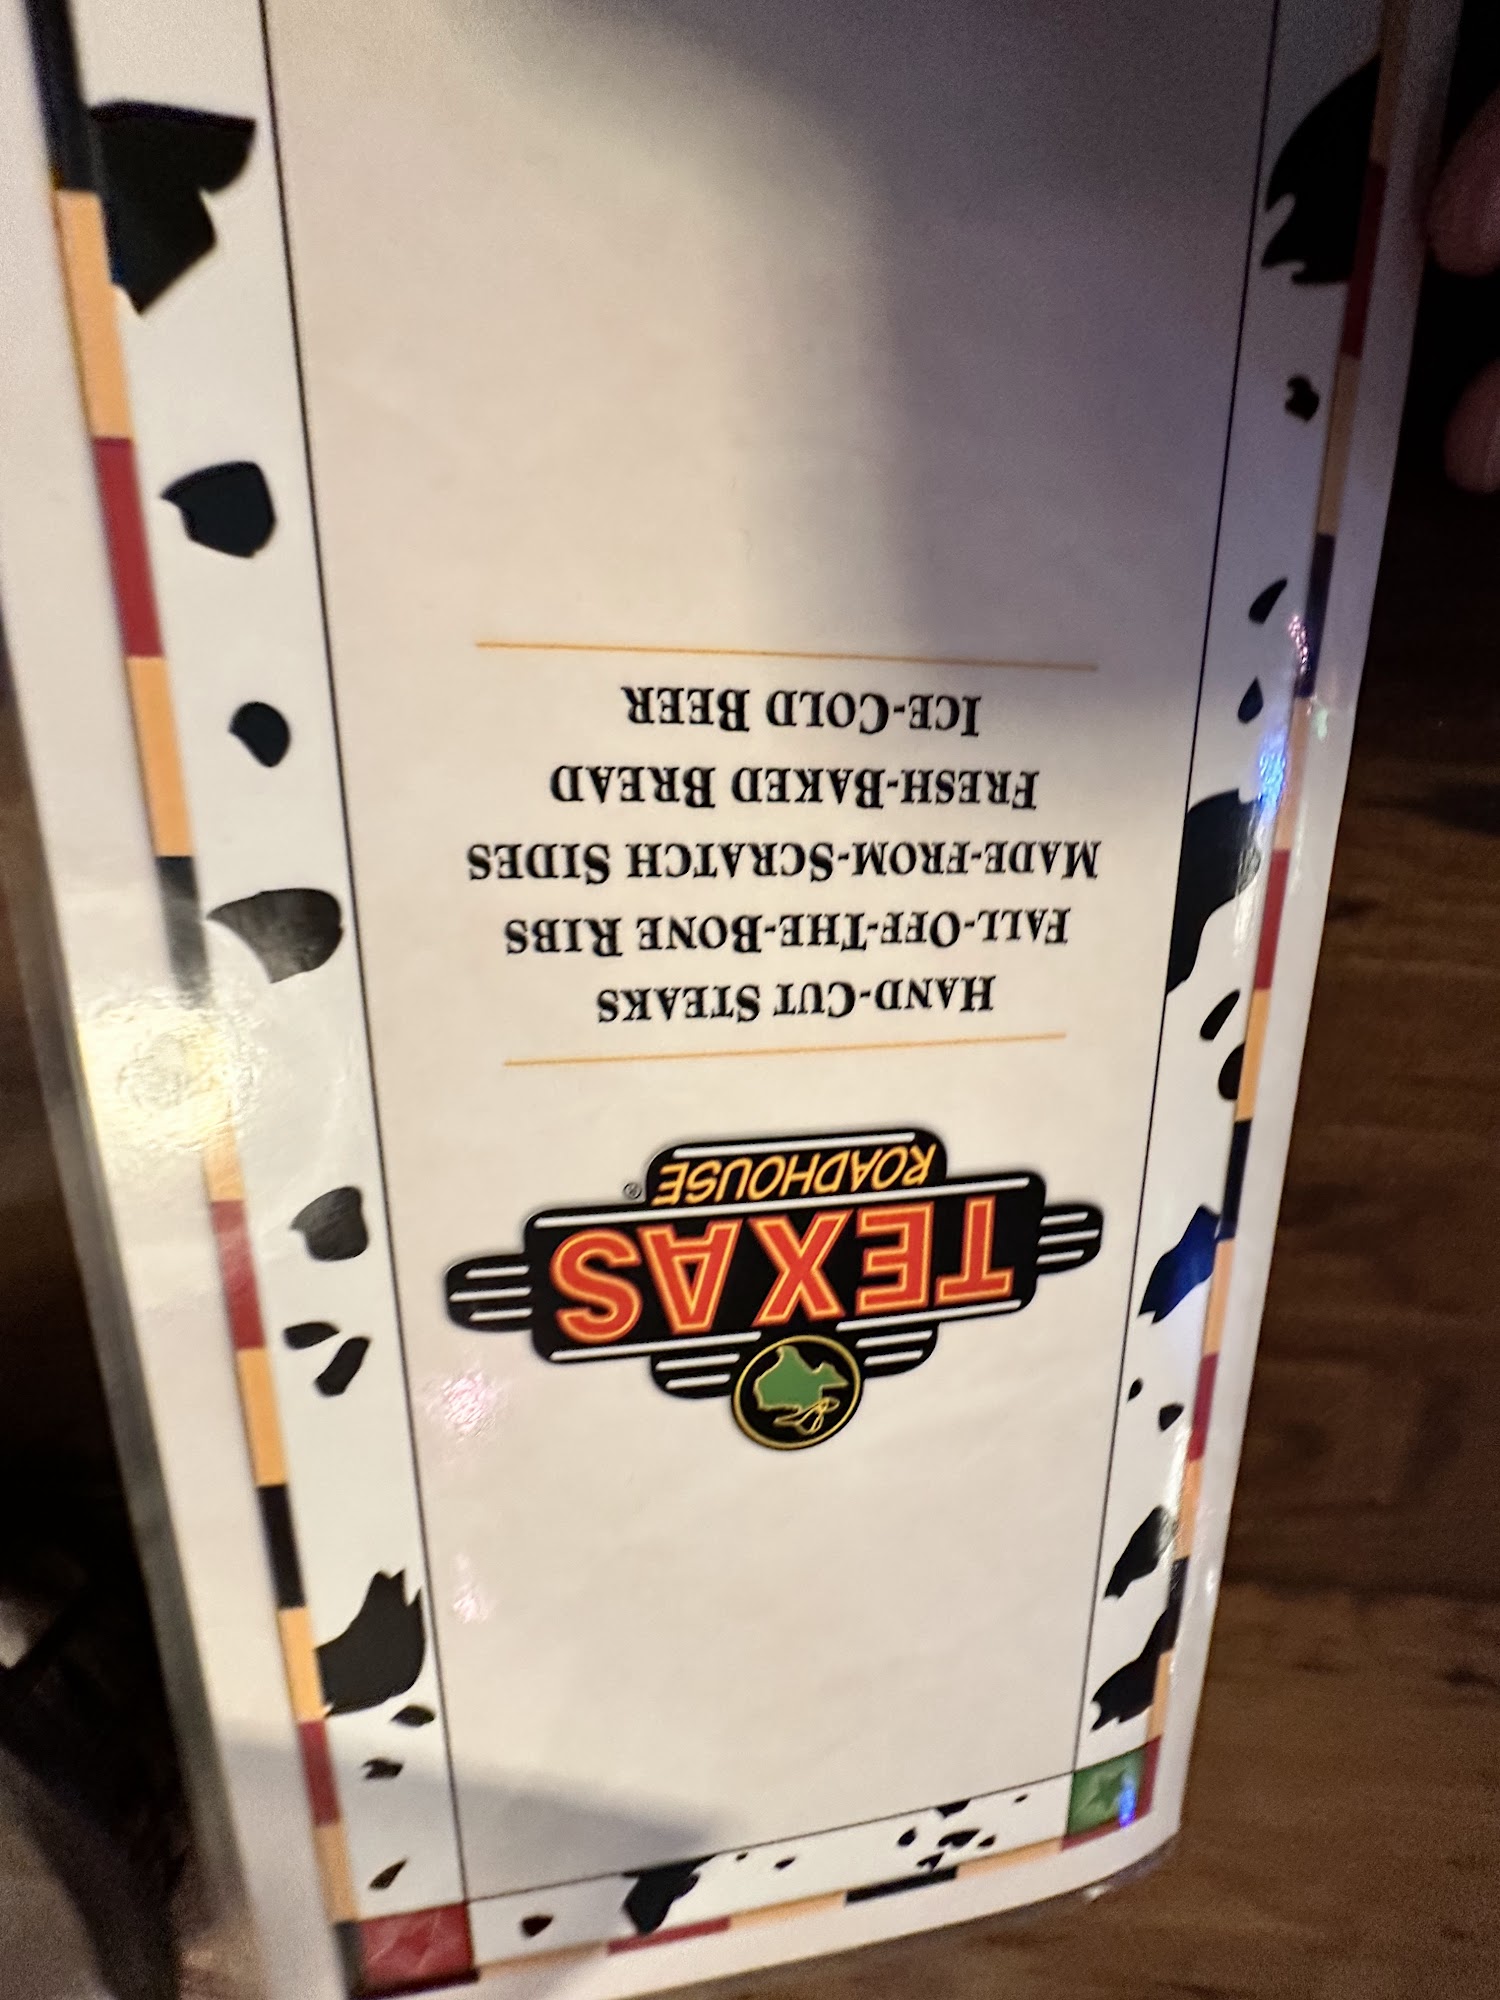 TEXAS
ROADHOUSE®
HAND-CUT STEAKS
FALL-OFF-THE-BONE RIBS
MADE-FROM-SCRATCH SIDES
FRESH-BAKED BREAD
ICE-COLD BEER